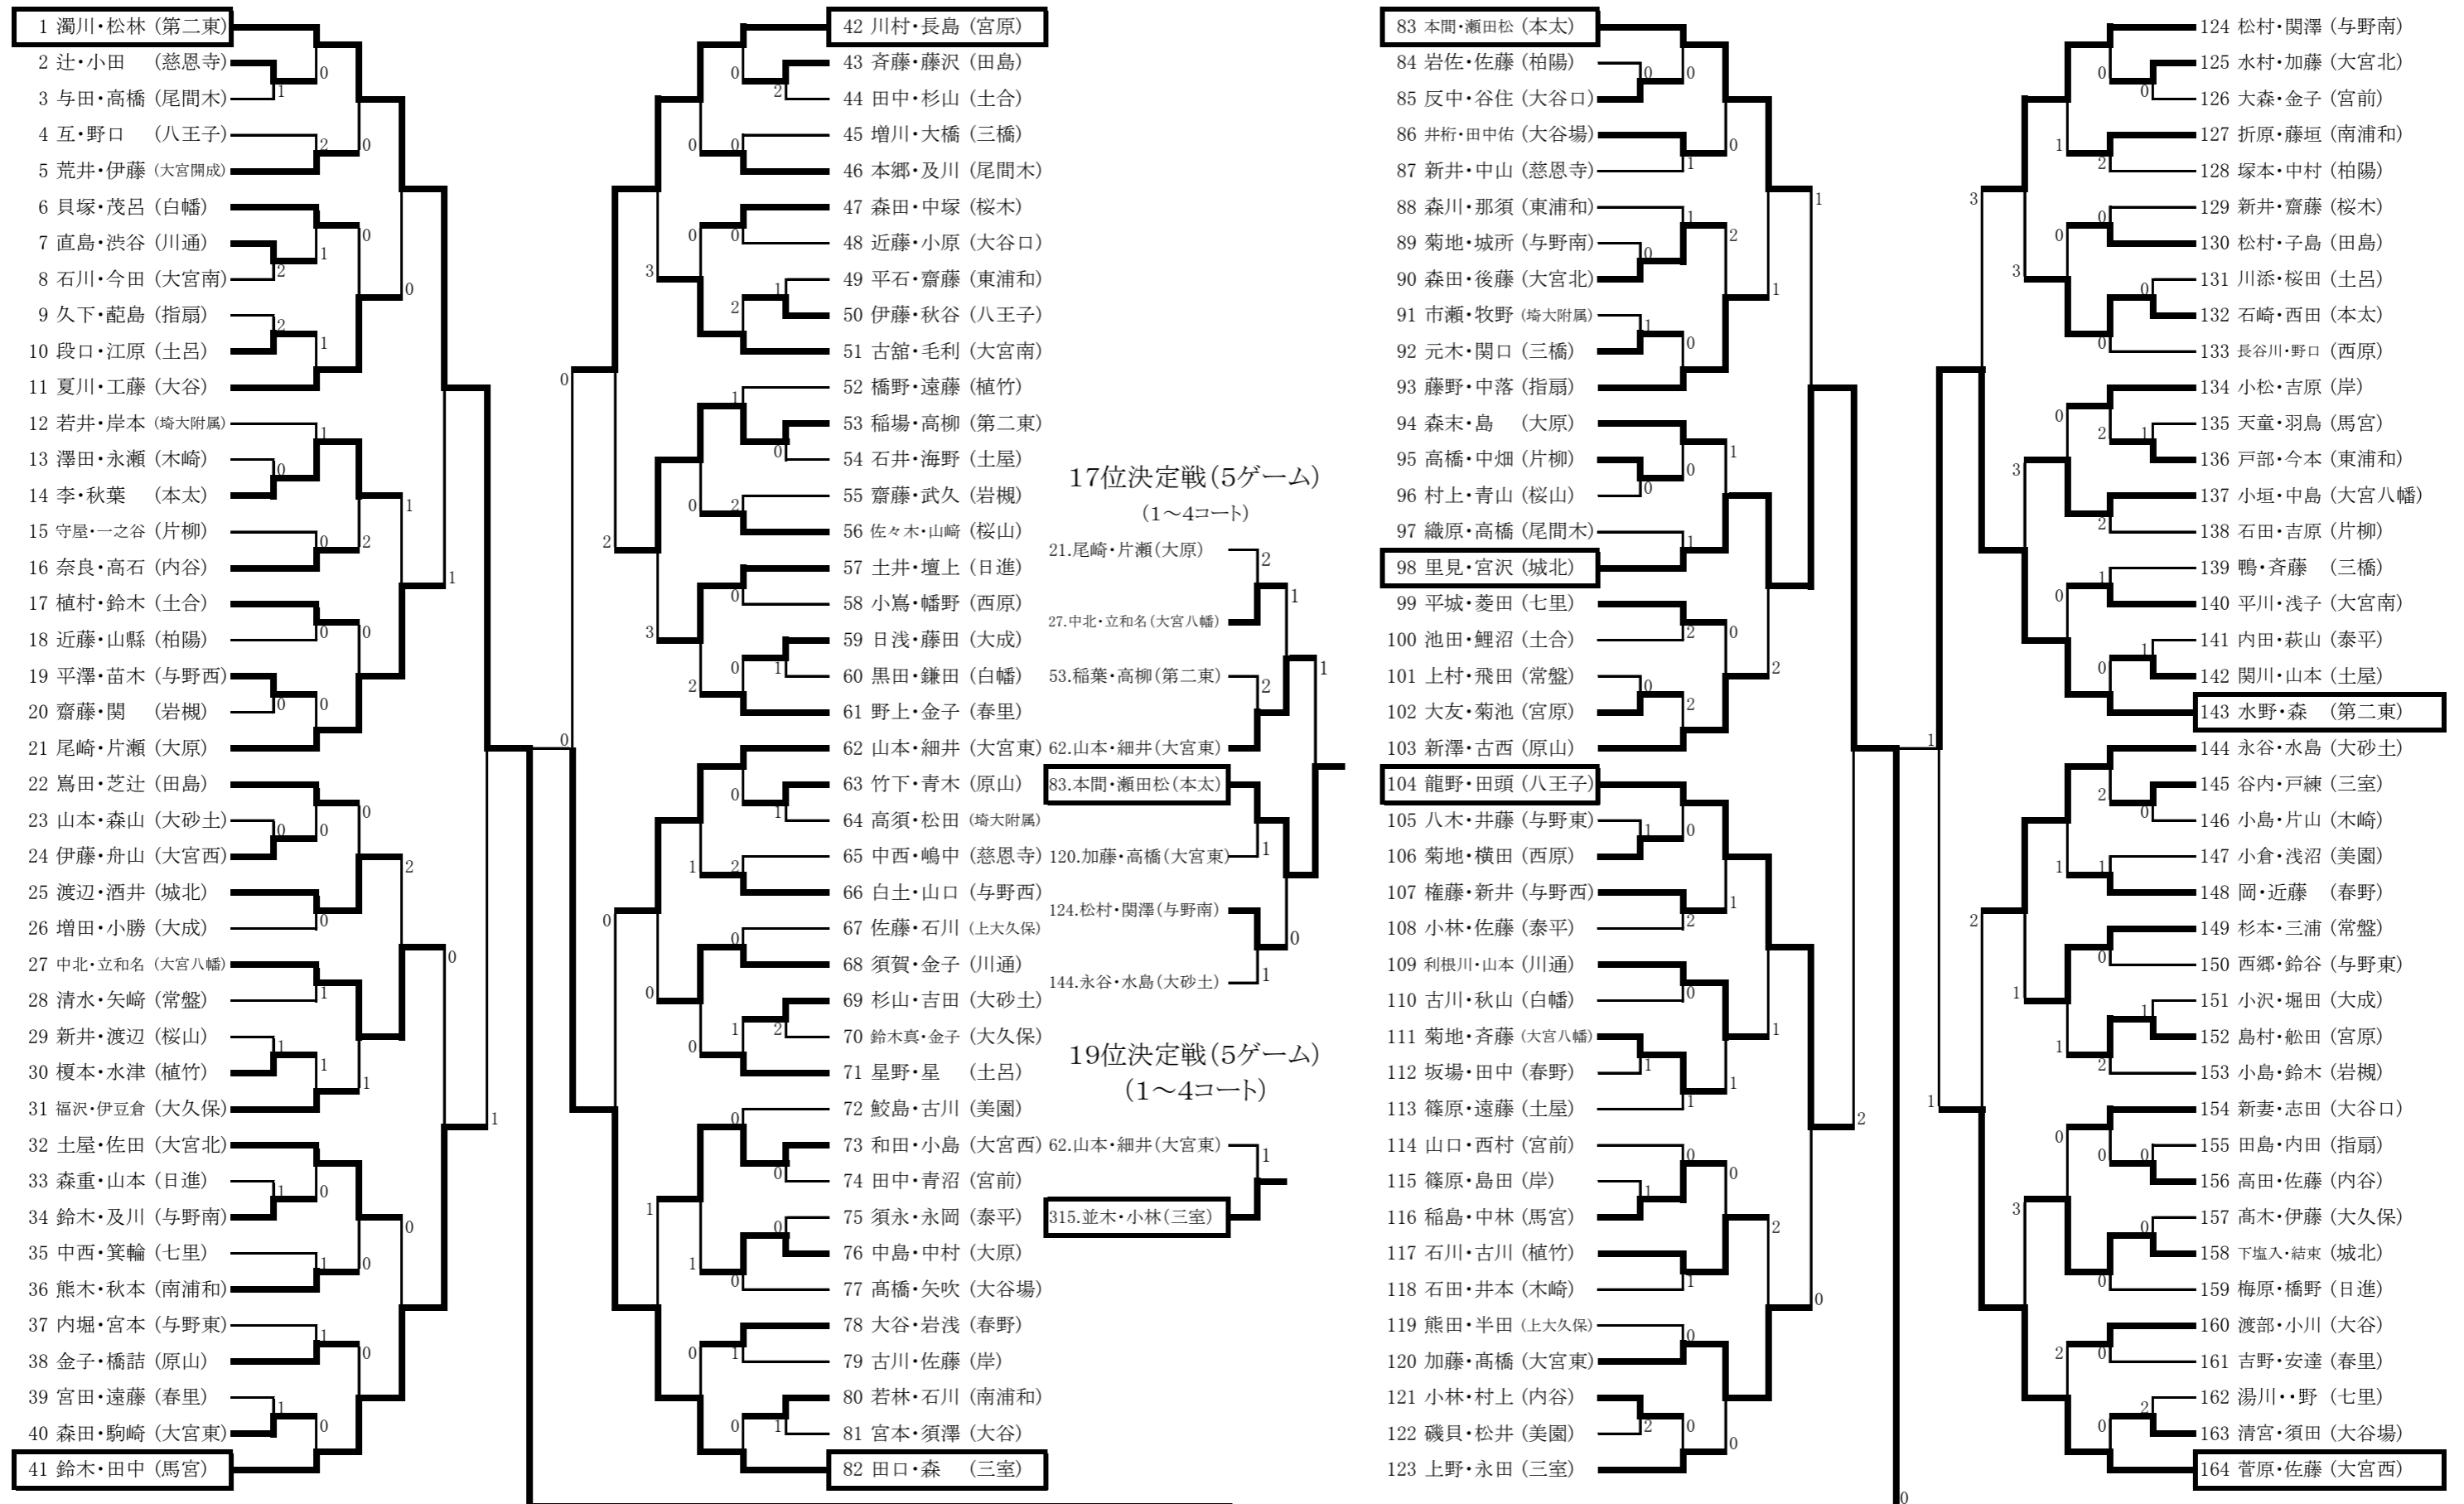 1 濁川・松林 (第二東)
2 辻・小田 (慈恩寺)
3 与田・高橋 (尾間木)
4 互・野口 (八王子)
5 荒井・伊藤 (大宮開成)
6 貝塚・茂呂 (白幡)
7 直島・渋谷 (川通)
8 石川・今田 (大宮南)
9 久下・蓜島 (指扇)
10 段口・江原 (土呂)
11 夏川・工藤 (大谷)
12 若井・岸本 (埼大附属)
13 澤田・永瀬 (木崎)
14 李・秋葉 (本太)
15 守屋・一之谷 (片柳)
16 奈良・高石 (内谷)
17 植村・鈴木 (土合)
18 近藤・山縣 (柏陽)
19 平澤・苗木 (与野西)
20 齋藤・関 (岩槻)
21 尾崎・片瀬 (大原)
22 嶌田・芝辻 (田島)
23 山本・森山 (大砂土)
24 伊藤・舟山 (大宮西)
25 渡辺・酒井 (城北)
26 増田・小勝 (大成)
27 中北・立和名 (大宮八幡)
28 清水・矢﨑 (常盤)
29 新井・渡辺 (桜山)
30 榎本・水津 (植竹)
31 福沢・伊豆倉 (大久保)
32 土屋・佐田 (大宮北)
33 森重・山本 (日進)
34 鈴木・及川 (与野南)
35 中西・箕輪 (七里)
36 熊木・秋本 (南浦和)
37 内堀・宮本 (与野東)
38 金子・橋詰 (原山)
39 宮田・遠藤 (春里)
40 森田・駒崎 (大宮東)
41 鈴木・田中 (馬宮)
42 川村・長島 (宮原)
43 斉藤・藤沢 (田島)
44 田中・杉山 (土合)
45 増川・大橋 (三橋)
46 本郷・及川 (尾間木)
47 森田・中塚 (桜木)
48 近藤・小原 (大谷口)
49 平石・齋藤 (東浦和)
50 伊藤・秋谷 (八王子)
51 古舘・毛利 (大宮南)
52 橋野・遠藤 (植竹)
53 稲場・高柳 (第二東)
54 石井・海野 (土屋)
55 齋藤・武久 (岩槻)
56 佐々木・山﨑 (桜山)
57 土井・壇上 (日進)
58 小嶌・幡野 (西原)
59 日浅・藤田 (大成)
60 黒田・鎌田 (白幡)
61 野上・金子 (春里)
62 山本・細井 (大宮東)
63 竹下・青木 (原山)
64 高須・松田 (埼大附属)
65 中西・嶋中 (慈恩寺)
66 白土・山口 (与野西)
67 佐藤・石川 (上大久保)
68 須賀・金子 (川通)
69 杉山・吉田 (大砂土)
70 鈴木真・金子 (大久保)
71 星野・星 (土呂)
72 鮫島・古川 (美園)
73 和田・小島 (大宮西)
74 田中・青沼 (宮前)
75 須永・永岡 (泰平)
76 中島・中村 (大原)
77 髙橋・矢吹 (大谷場)
78 大谷・岩浅 (春野)
79 古川・佐藤 (岸)
80 若林・石川 (南浦和)
81 宮本・須澤 (大谷)
82 田口・森 (三室)
17位決定戦(5ゲーム)
(1〜4コート)
21.尾崎・片瀬(大原)
27.中北・立和名(大宮八幡)
53.稲葉・高柳(第二東)
62.山本・細井(大宮東)
83.本間・瀬田松(本太)
120.加藤・高橋(大宮東)
124.松村・関澤(与野南)
144.永谷・水島(大砂土)
19位決定戦(5ゲーム)
(1〜4コート)
62.山本・細井(大宮東)
315.並木・小林(三室)
83 本間・瀬田松 (本太)
84 岩佐・佐藤 (柏陽)
85 反中・谷住 (大谷口)
86 井桁・田中佑 (大谷場)
87 新井・中山 (慈恩寺)
88 森川・那須 (東浦和)
89 菊地・城所 (与野南)
90 森田・後藤 (大宮北)
91 市瀬・牧野 (埼大附属)
92 元木・関口 (三橋)
93 藤野・中落 (指扇)
94 森末・島 (大原)
95 高橋・中畑 (片柳)
96 村上・青山 (桜山)
97 織原・高橋 (尾間木)
98 里見・宮沢 (城北)
99 平城・菱田 (七里)
100 池田・鯉沼 (土合)
101 上村・飛田 (常盤)
102 大友・菊池 (宮原)
103 新澤・古西 (原山)
104 龍野・田頭 (八王子)
105 八木・井藤 (与野東)
106 菊地・横田 (西原)
107 権藤・新井 (与野西)
108 小林・佐藤 (泰平)
109 利根川・山本 (川通)
110 古川・秋山 (白幡)
111 菊地・斉藤 (大宮八幡)
112 坂場・田中 (春野)
113 篠原・遠藤 (土屋)
114 山口・西村 (宮前)
115 篠原・島田 (岸)
116 稲島・中林 (馬宮)
117 石川・古川 (植竹)
118 石田・井本 (木崎)
119 熊田・半田 (上大久保)
120 加藤・髙橋 (大宮東)
121 小林・村上 (内谷)
122 磯貝・松井 (美園)
123 上野・永田 (三室)
124 松村・関澤 (与野南)
125 水村・加藤 (大宮北)
126 大森・金子 (宮前)
127 折原・藤垣 (南浦和)
128 塚本・中村 (柏陽)
129 新井・齋藤 (桜木)
130 松村・子島 (田島)
131 川添・桜田 (土呂)
132 石崎・西田 (本太)
133 長谷川・野口 (西原)
134 小松・吉原 (岸)
135 天童・羽鳥 (馬宮)
136 戸部・今本 (東浦和)
137 小垣・中島 (大宮八幡)
138 石田・吉原 (片柳)
139 鴨・斉藤 (三橋)
140 平川・浅子 (大宮南)
141 内田・萩山 (泰平)
142 関川・山本 (土屋)
143 水野・森 (第二東)
144 永谷・水島 (大砂土)
145 谷内・戸練 (三室)
146 小島・片山 (木崎)
147 小倉・浅沼 (美園)
148 岡・近藤 (春野)
149 杉本・三浦 (常盤)
150 西郷・鈴谷 (与野東)
151 小沢・堀田 (大成)
152 島村・舩田 (宮原)
153 小島・鈴木 (岩槻)
154 新妻・志田 (大谷口)
155 田島・内田 (指扇)
156 高田・佐藤 (内谷)
157 髙木・伊藤 (大久保)
158 下塩入・結束 (城北)
159 梅原・橋野 (日進)
160 渡部・小川 (大谷)
161 吉野・安達 (春里)
162 湯川・・野 (七里)
163 清宮・須田 (大谷場)
164 菅原・佐藤 (大宮西)